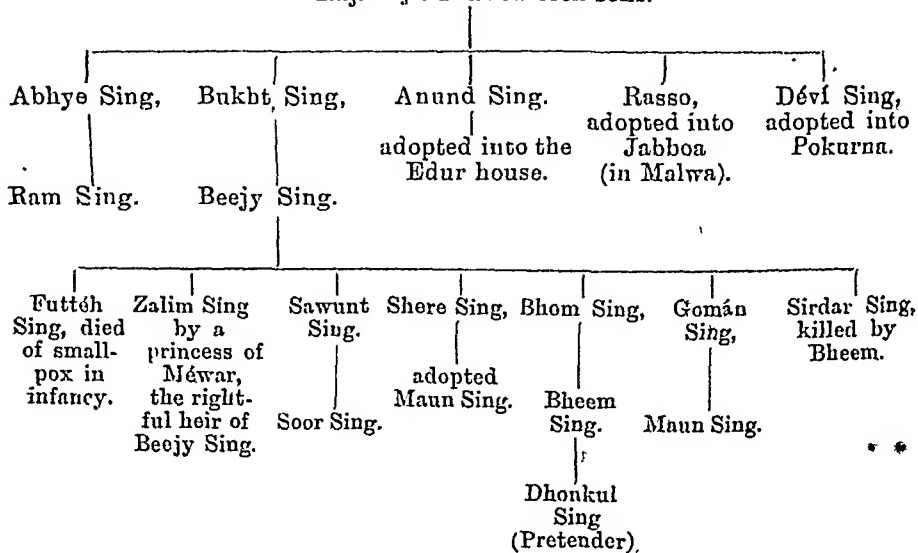 Abhye Sing, Bukht Sing, Anund Sing. Rasso, Déví Sing,
adopted into the adopted into adopted into
Edur house. Jabboa Pokurna.
(in Malwa).
Ram Sing. Beejy Sing.
Futtéh Zalim Sing Sawunt Shere Sing, Bhom Sing, Gomán Sirdar Sing,
Sing, died by a Sing. Sing, killed by
of small- princess of Bheem.
pox in Méwar, adopted
infancy. the right- Maun Sing. Bheem
ful heir of Soor Sing. Sing. Maun Sing.
Beejy Sing.
Dhonkul
Sing
(Pretender).